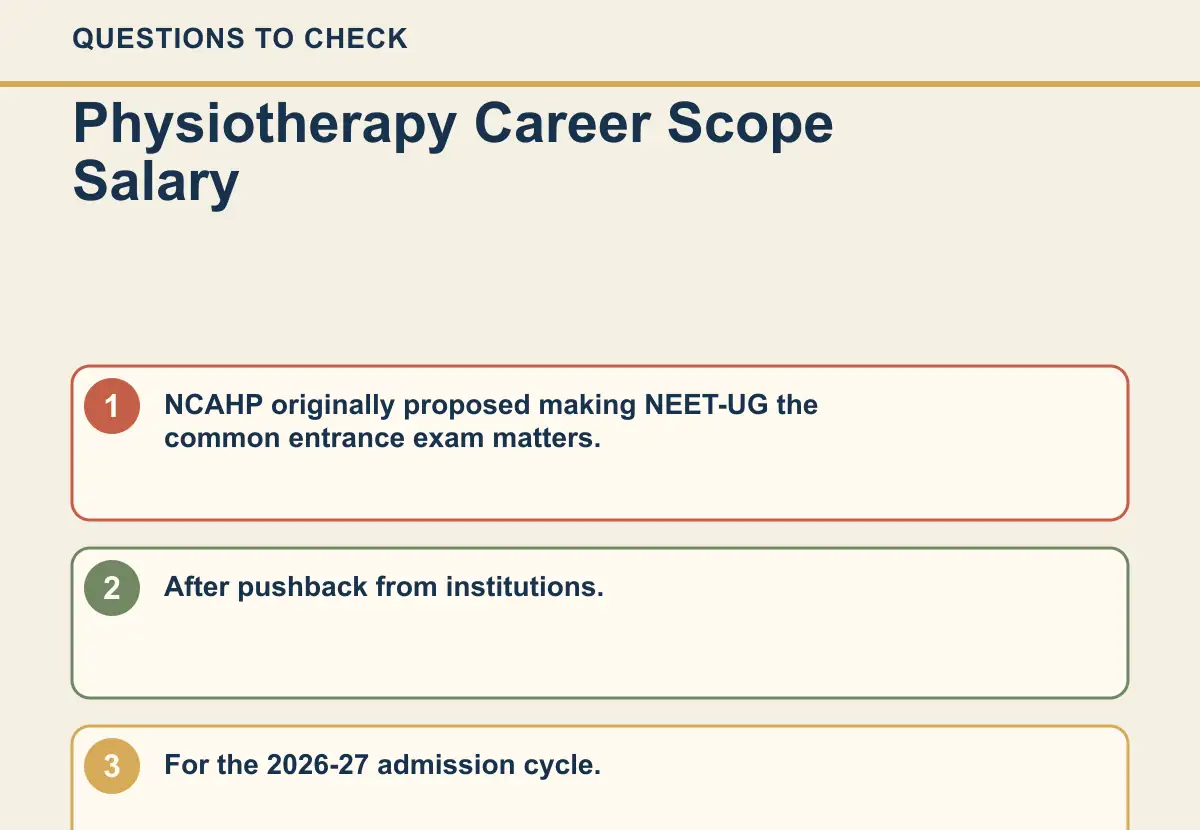 QUESTIONS TO CHECK
Physiotherapy Career Scope
Salary
1
NCAHP originally proposed making NEET-UG the
common entrance exam matters.
2
After pushback from institutions.
3
For the 2026-27 admission cycle.